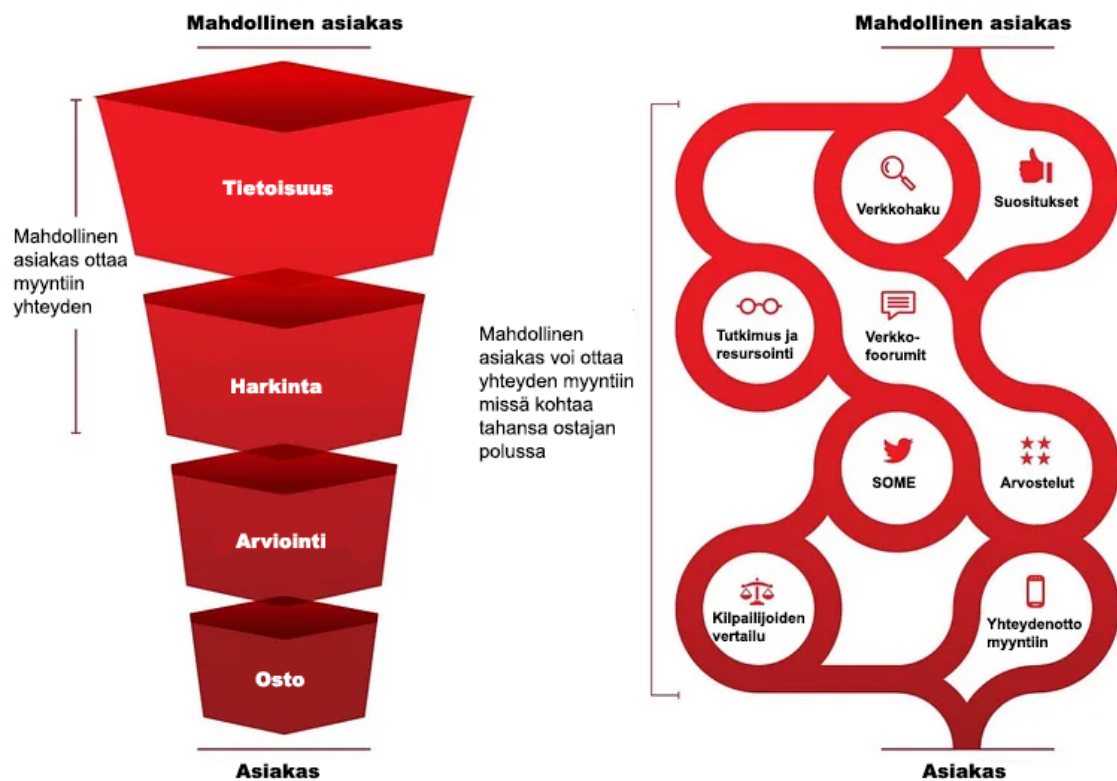 Mahdollinen asiakas
Tietoisuus
Mahdollinen
asiakas ottaa
myyntiin
yhteyden
Harkinta
Arviointi
Osto
Asiakas
Mahdollinen asiakas
Mahdollinen
asiakas voi ottaa
yhteyden myyntiin
missä kohtaa
tahansa ostajan
polussa
Verkkohaku
Suositukset
Tutkimus ja
resursointi
Verkko-
foorumit
SOME
Arvostelut
Kilpailijoiden
vertailu
Yhteydenotto
myyntiin
Asiakas